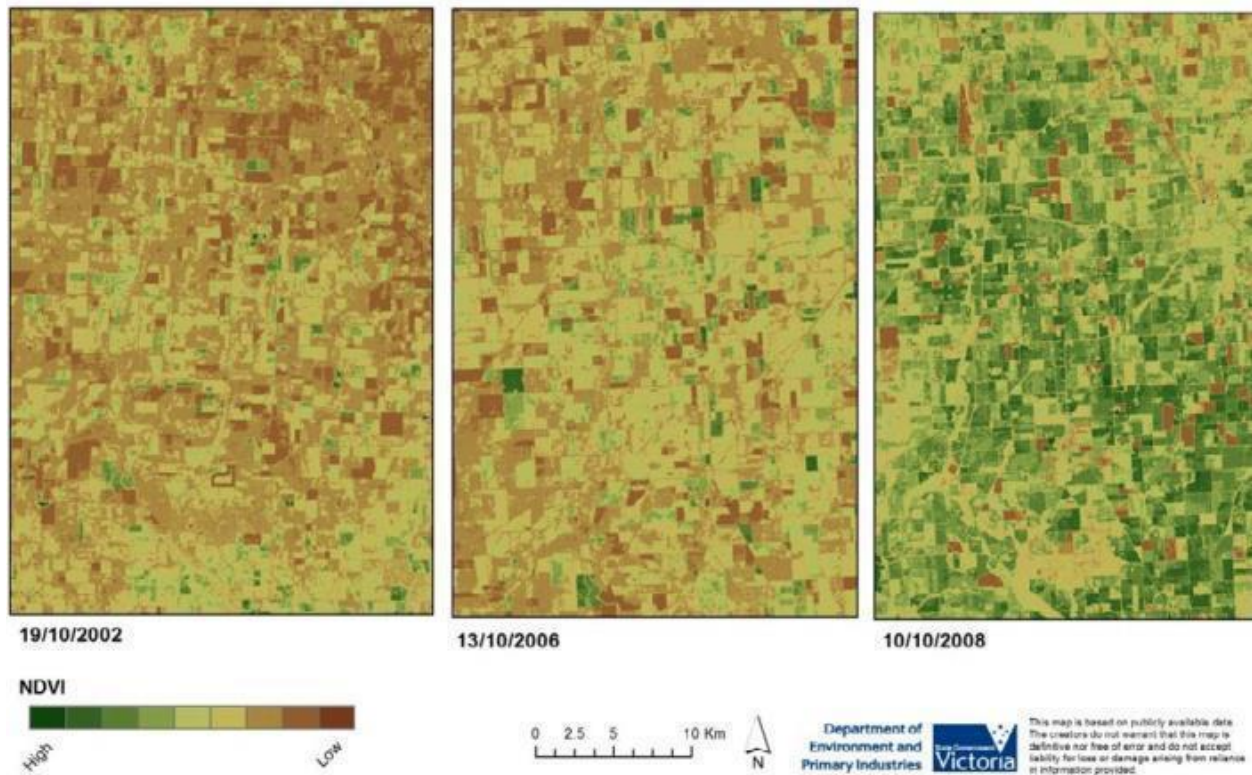 19/10/2002
13/10/2006
10/10/2008
NDVI
High
Low
0 2.5 5 10 Km
N
Department of
Environment and
Primary Industries
State Government
Victoria
This map is based on publicly available data
The creators do not warrant that this map is
definitive nor free of error and do not accept
liability for loss or damage arising from reliance
in information provided.